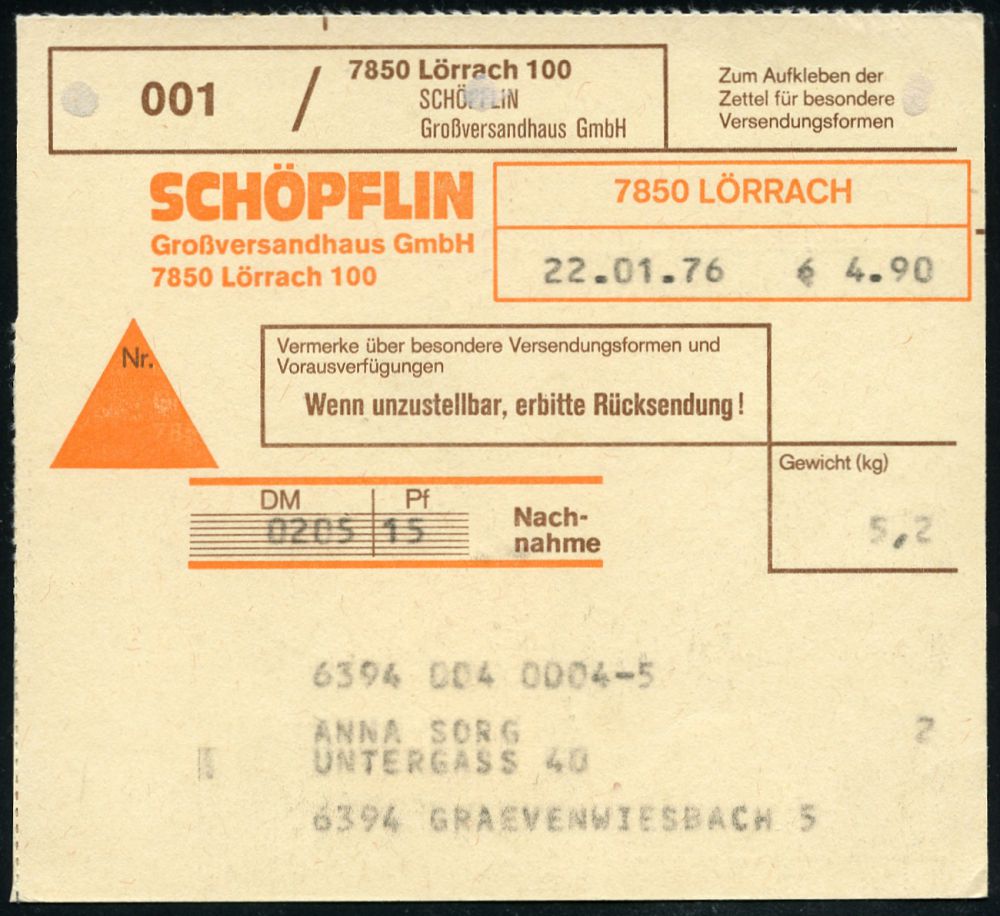 001 / 7850 Lörrach 100
SCHÖPFLIN
Großversandhaus GmbH
Zum Aufkleben der
Zettel für besondere
Versendungsformen
SCHÖPFLIN
Großversandhaus GmbH
7850 Lörrach 100
7850 LÖRRACH
22.01.76 4.90
Nr.
Vermerke über besondere Versendungsformen und
Vorausverfügungen
Wenn unzustellbar, erbitte Rücksendung!
Gewicht (kg)
5,2
DM Pf
0205 15
Nach-
nahme
6394 004 0004-5
ANNA SORG 2
UNTERGASS 40
6394 GRAEVENWIESBACH 5